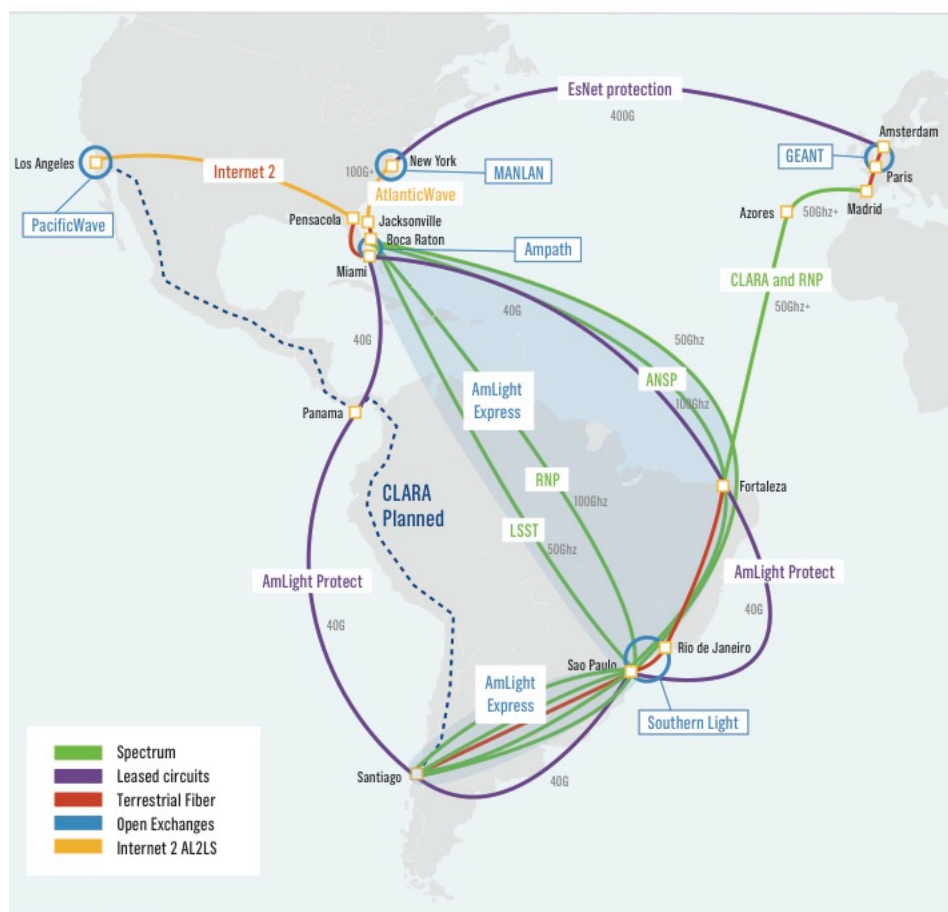 EsNet protection
400G
Amsterdam
GEANT
Paris
Los Angeles
New York
100G+
MANLAN
Internet 2
AtlanticWave
PacificWave
Pensacola
Jacksonville
Boca Raton
Ampath
Miami
Azores
50Ghz+
Madrid
CLARA and RNP
50Ghz+
40G
40G
50Ghz
ANSP
100Ghz
AmLight
Express
Panama
RNP
CLARA
Planned
100Ghz
LSST
50Ghz
Fortaleza
AmLight Protect
AmLight Protect
40G
40G
Rio de Janeiro
Sao Paulo
AmLight
Express
Southern Light
Santiago
40G
Spectrum
Leased circuits
Terrestrial Fiber
Open Exchanges
Internet 2 AL2LS